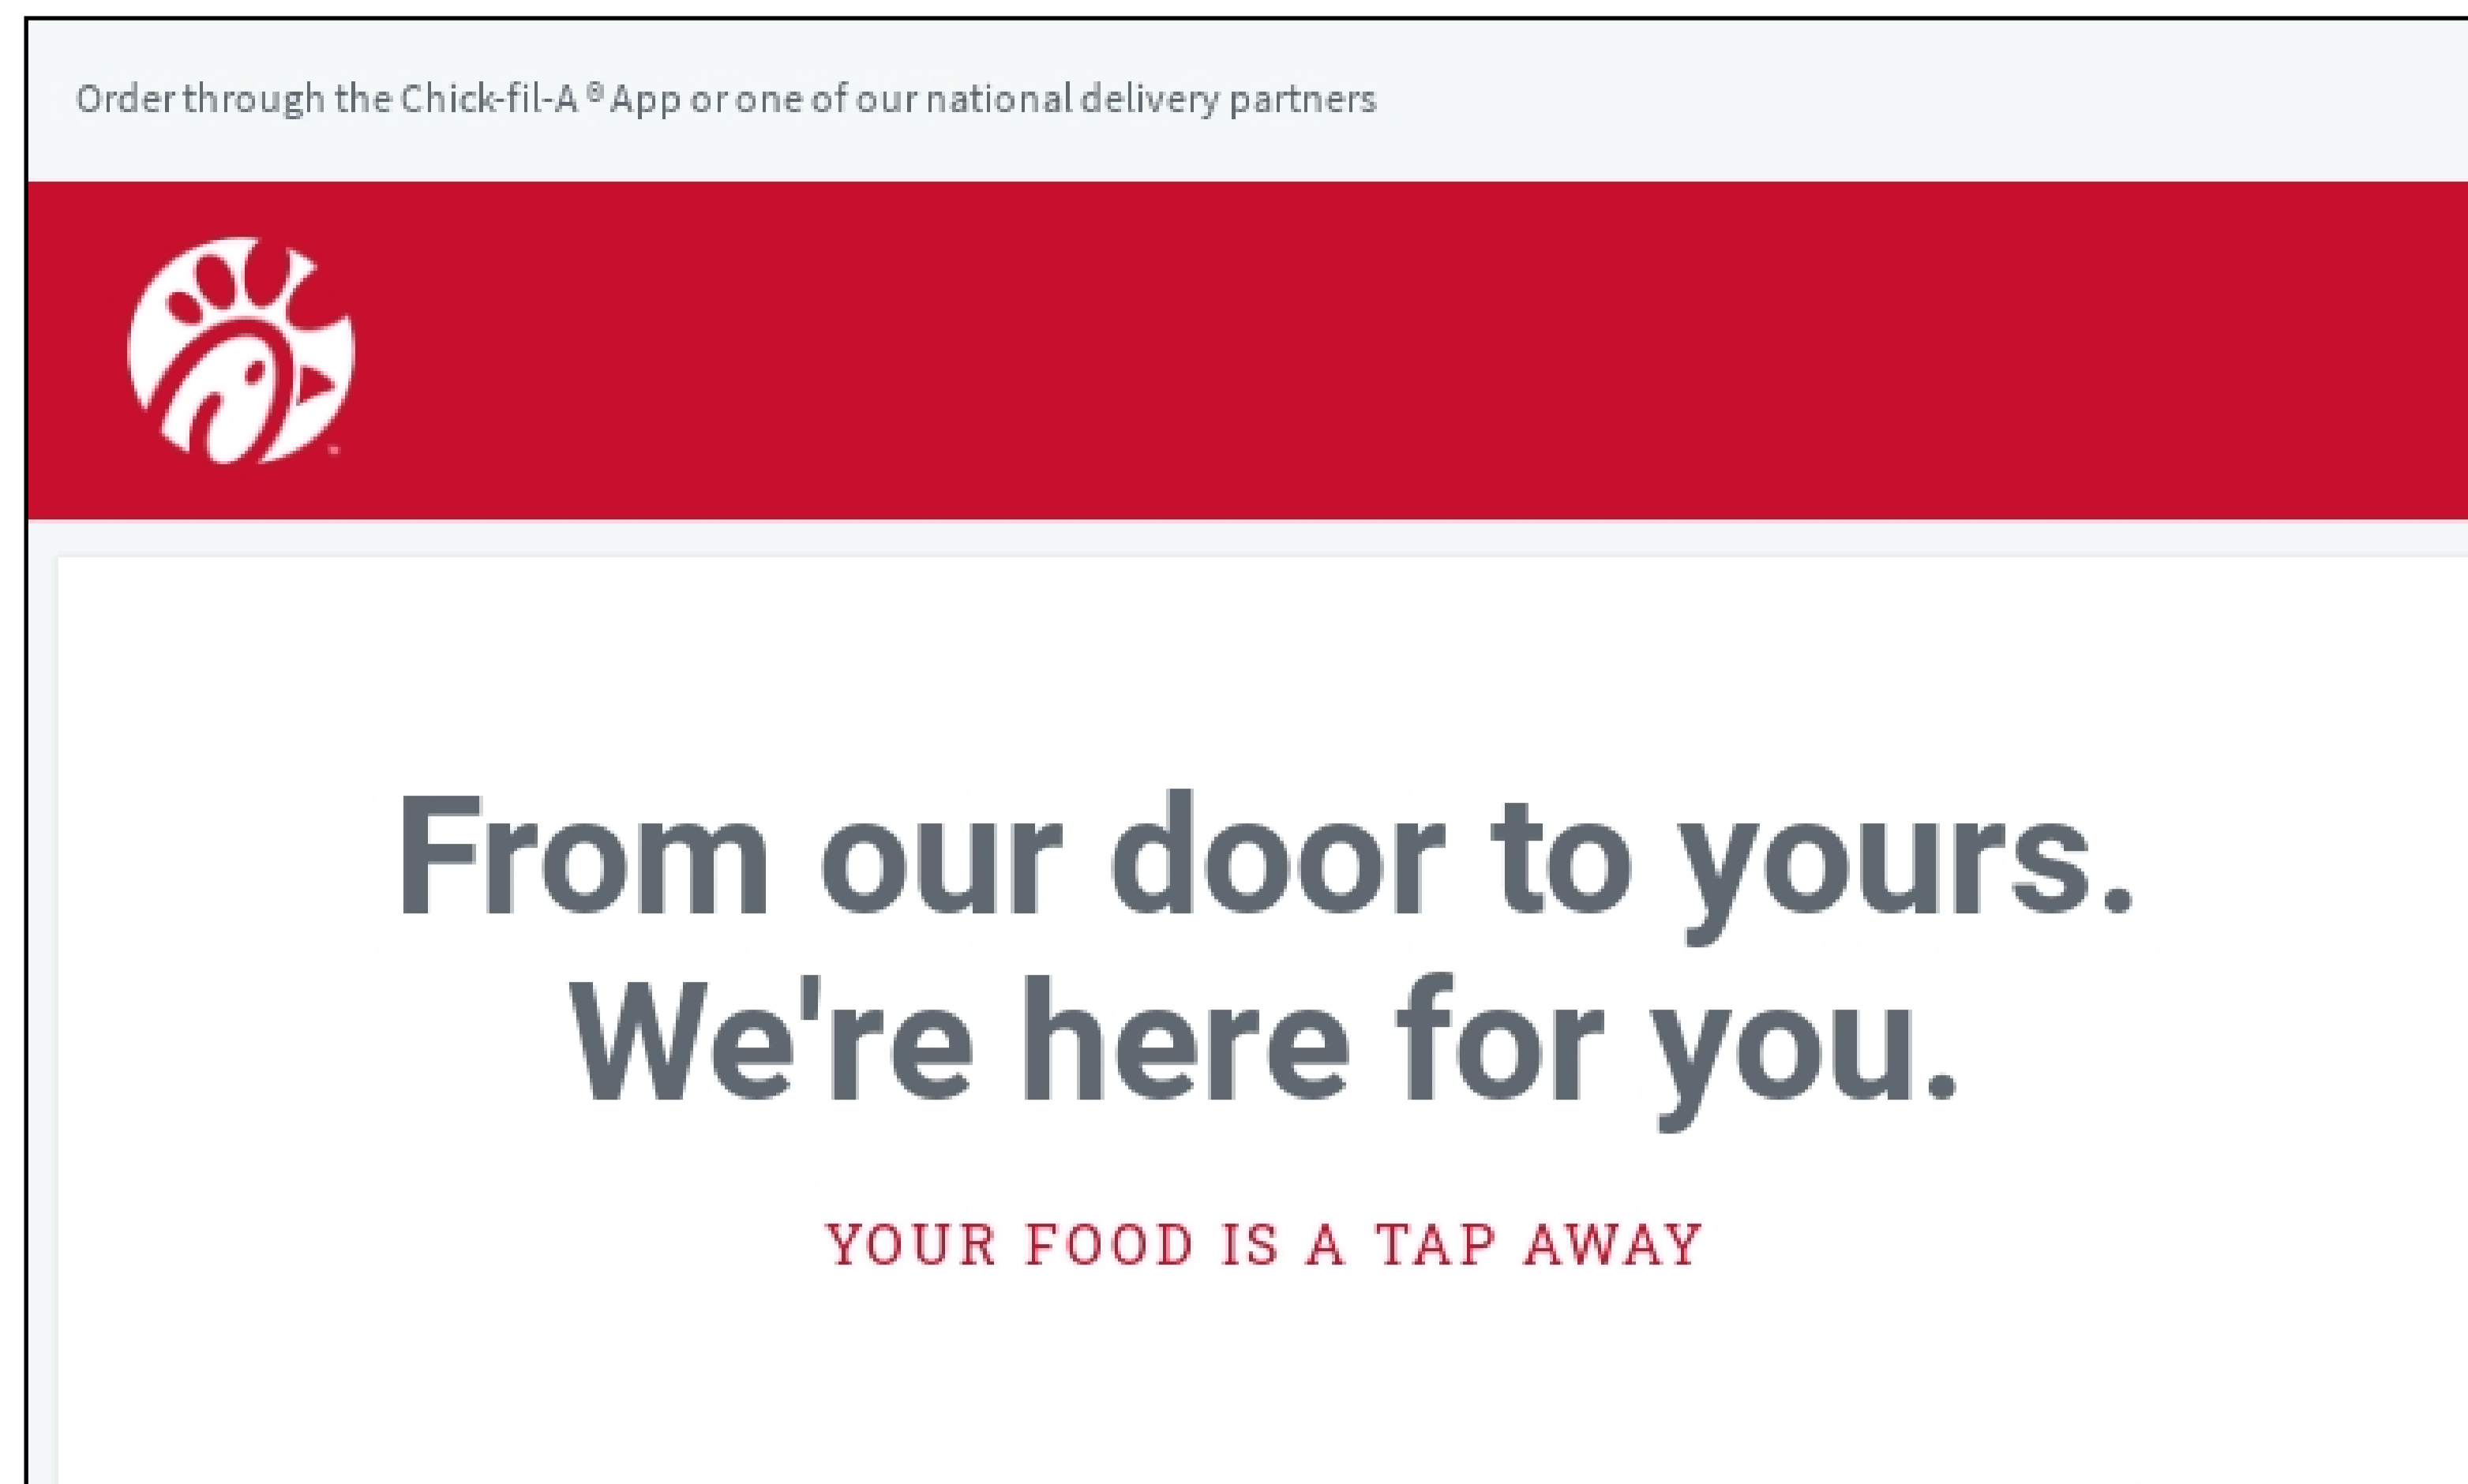 Order through the Chick-fil-A® App or one of our national delivery partners
From our door to yours.
We're here for you.
YOUR FOOD IS A TAP AWAY